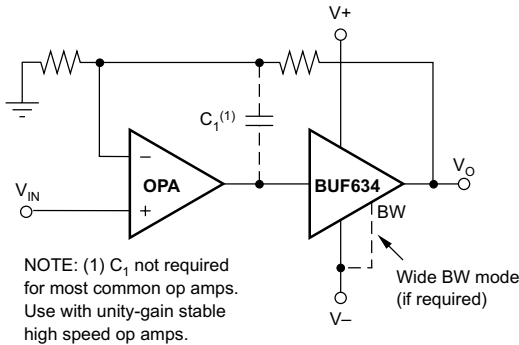 V+
C1(1)
VIN
–
OPA
+
BUF634
VO
BW
NOTE: (1) C1 not required
for most common op amps.
Use with unity-gain stable
high speed op amps.
Wide BW mode
(if required)
V–